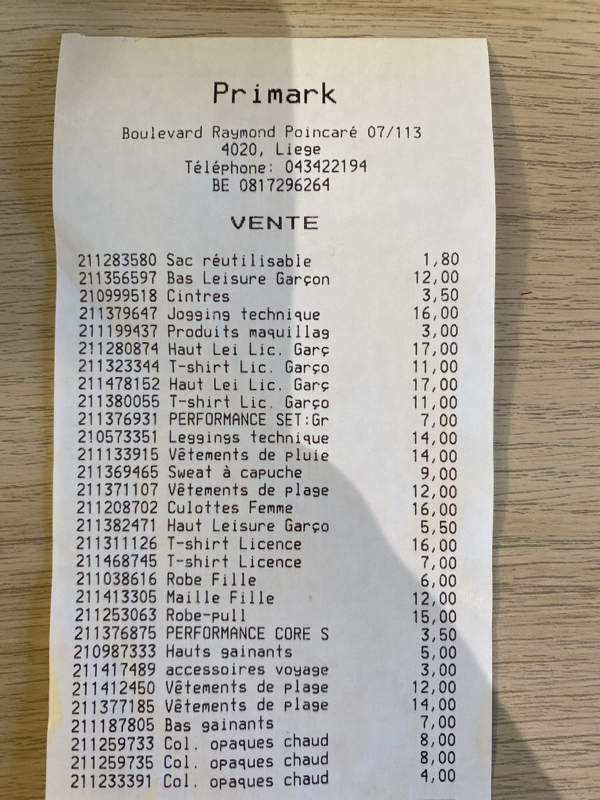 Primark
Boulevard Raymond Poincaré 07/113
4020, Liege
Téléphone: 043422194
BE 0817296264
VENTE
211283580 Sac réutilisable 1,80
211356597 Bas Leisure Garçon 12,00
210999518 Cintres 3,50
211379647 Jogging technique 16,00
211199437 Produits maquillag 3,00
211280874 Haut Lei Lic. Garç 17,00
211323344 T-shirt Lic. Garço 11,00
211478152 Haut Lei Lic. Garç 17,00
211380055 T-shirt Lic. Garço 11,00
211376931 PERFORMANCE SET:Gr 7,00
210573351 Leggings technique 14,00
211133915 Vêtements de pluie 14,00
211369465 Sweat à capuche 9,00
211371107 Vêtements de plage 12,00
211208702 Culottes Femme 16,00
211382471 Haut Leisure Garço 5,50
211311126 T-shirt Licence 16,00
211468745 T-shirt Licence 7,00
211038616 Robe Fille 6,00
211413305 Maille Fille 12,00
211253063 Robe-pull 15,00
211376875 PERFORMANCE CORE S 3,50
210987333 Hauts gainants 5,00
211417489 accessoires voyage 3,00
211412450 Vêtements de plage 12,00
211377185 Vêtements de plage 14,00
211187805 Bas gainants 7,00
211259733 Col. opaques chaud 8,00
211259735 Col. opaques chaud 8,00
211233391 Col. opaques chaud 4,00